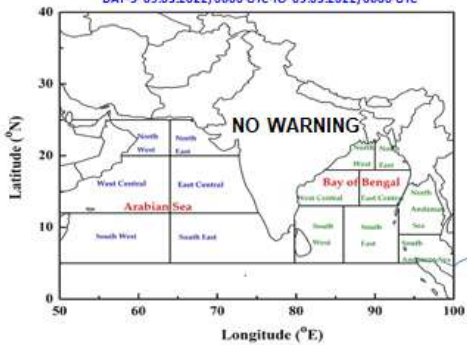 40
30
20
10
0
Latitude (°N)
NO WARNING
North
West
North
East
West Central
East Central
Arabian Sea
South West
South East
North
West
North
East
Bay of Bengal
West Central
East Central
South
West
South
East
North
Andaman
Sea
South
Andaman Sea
50
60
70
80
90
100
Longitude (°E)